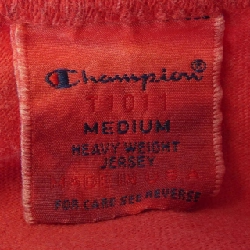 Champion
MEDIUM
HEAVY WEIGHT
JERSEY
FOR CARE SEE REVERSE